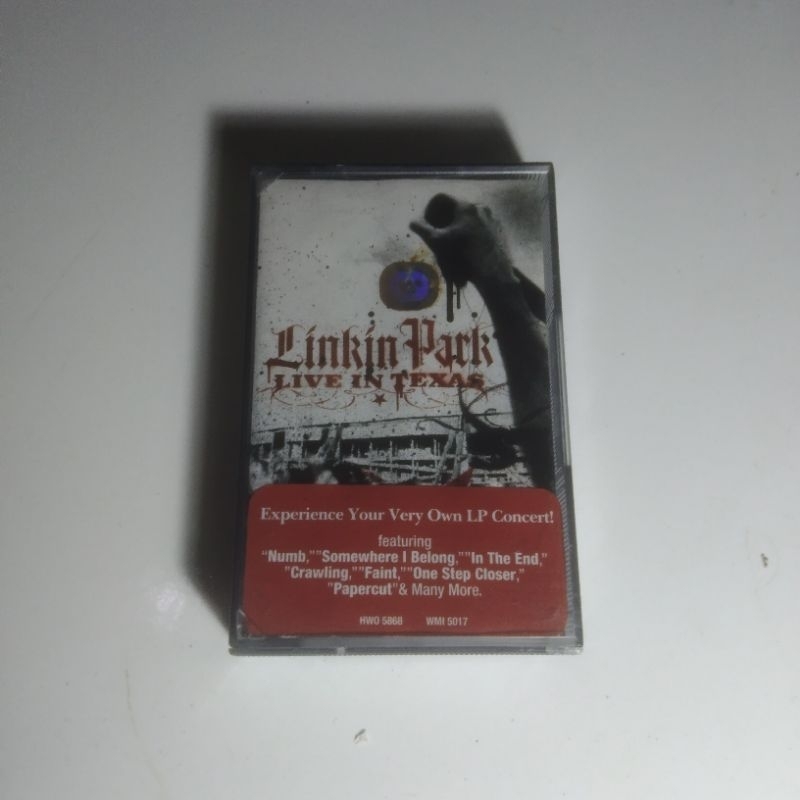 Linkin Park
LIVE IN TEXAS
Experience Your Very Own LP Concert!
featuring
"Numb,""Somewhere I Belong,""In The End,"
"Crawling,""Faint,""One Step Closer,"
"Papercut"& Many More.
HWO 5868 WMI 5017